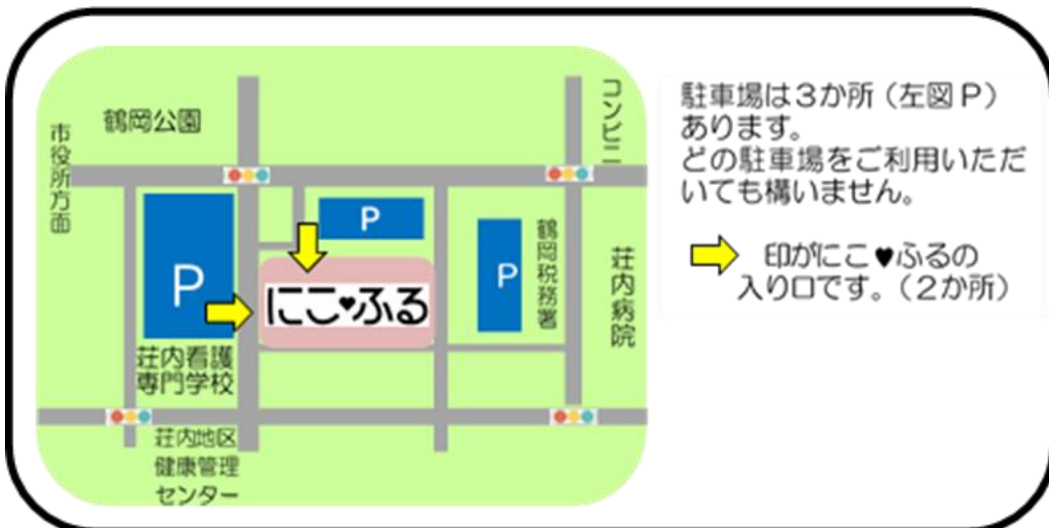 鶴岡公園
市役所方面
コンビニ
P
P
P
鶴岡税務署
荘内病院
にこ♥ふる
荘内看護
専門学校
荘内地区
健康管理
センター
駐車場は3か所（左図P）
あります。
どの駐車場をご利用いただ
いても構いません。
印がにこ♥ふるの
入り口です。（2か所）